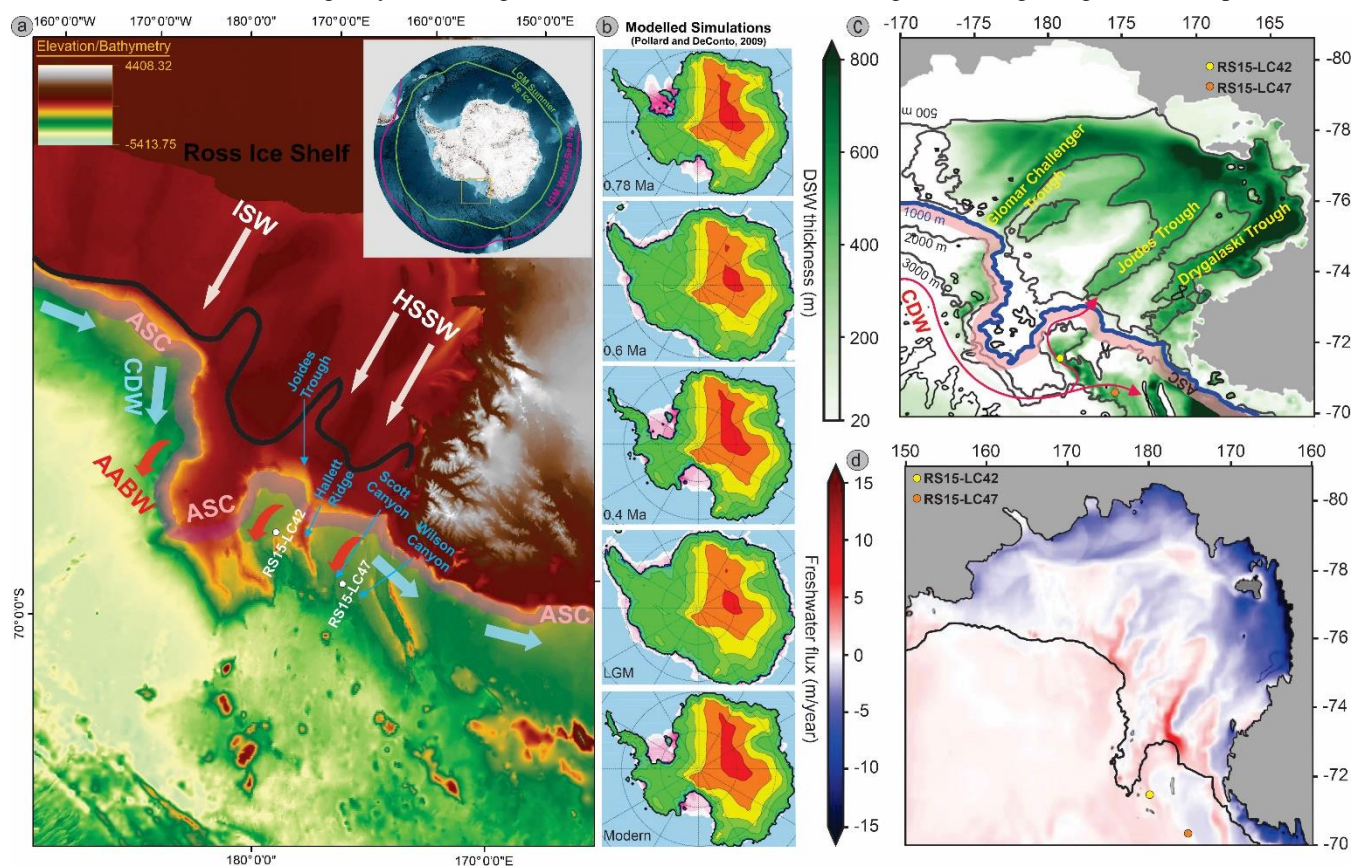 a
160°0'0"W
170°0'0"W
180°0'0"
170°0'0"E
160°0'0"E
150°0'0"E
Elevation/Bathymetry
4408.32
-5413.75
LGM Summer
Se Ice
LGM Winter Sea Ice
Ross Ice Shelf
ISW
HSSW
ASC
CDW
AABW
ASC
Joides
Trough
Hallett
Ridge
Scott
Canyon
Wilson
Canyon
RS15-LC42
RS15-LC47
ASC
70°0'0"S
180°0'0"
170°0'0"E
b
Modelled Simulations
(Pollard and DeConto, 2009)
0.78 Ma
0.6 Ma
0.4 Ma
LGM
Modern
c
-170
-175
180
175
170
165
-80
-78
-76
-74
-72
-70
RS15-LC42
RS15-LC47
500 m
1000 m
2000 m
3000 m
Glomar Challenger
Trough
Joides Trough
Drygalaski Trough
CDW
ASC
DSW thickness (m)
800
600
400
200
20
d
150
160
170
180
170
160
-80
-78
-76
-74
-72
-70
RS15-LC42
RS15-LC47
Freshwater flux (m/year)
15
10
5
0
-5
-10
-15